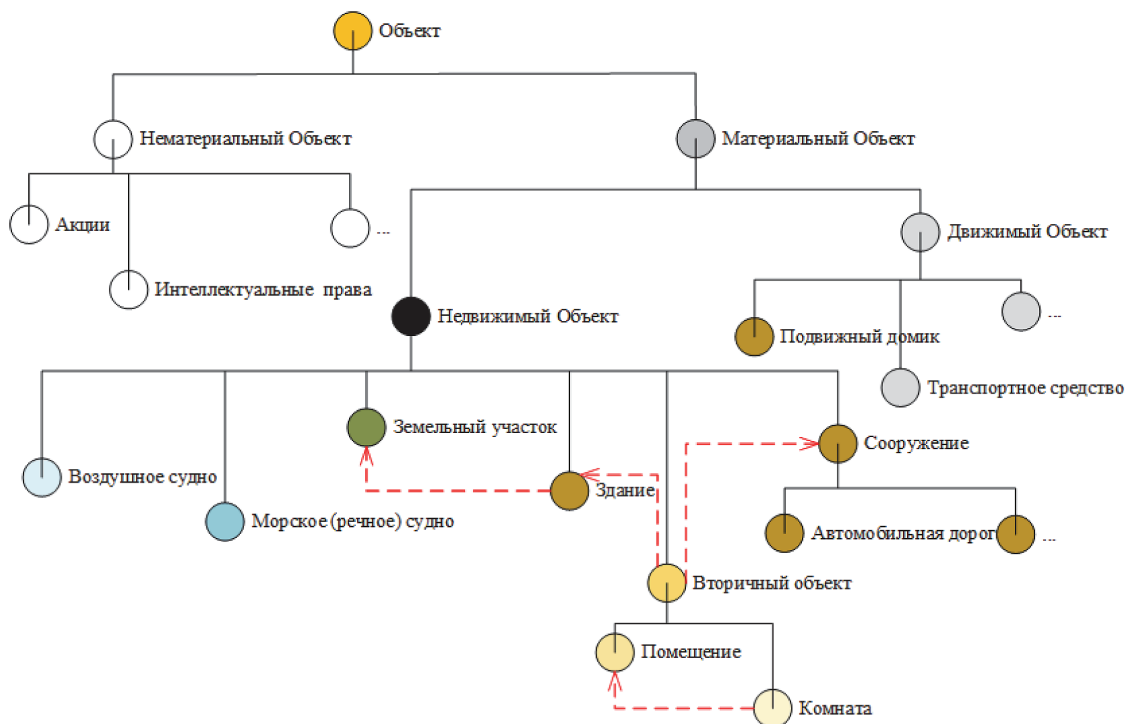 Объект
Нематериальный Объект
Материальный Объект
Акции
...
Движимый Объект
Интеллектуальные права
Недвижимый Объект
...
Подвижный домик
Транспортное средство
Земельный участок
Сооружение
Воздушное судно
Здание
Морское (речное) судно
Автомобильная дорог
...
Вторичный объект
Помещение
Комната